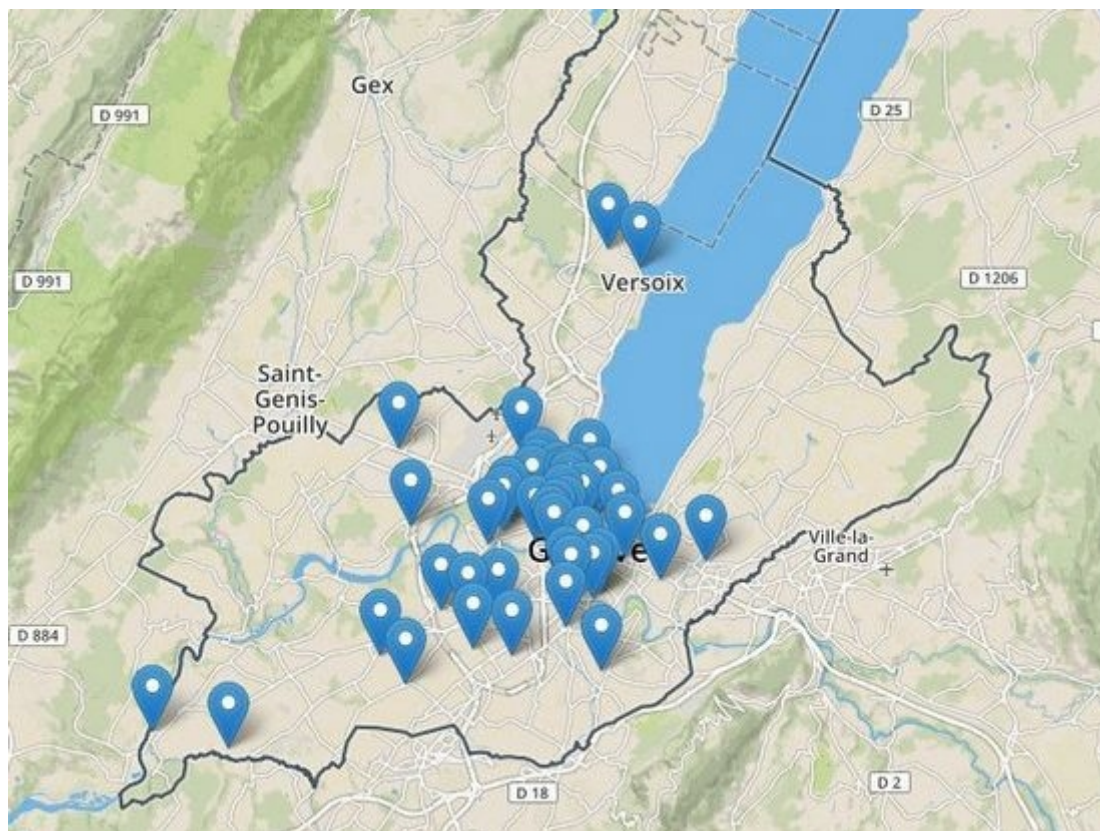 Gex
D 991
D 25
D 991
Versoix
D 1206
Saint-
Genis-
Pouilly
Ville-la-
Grand
D 884
D 18
D 2